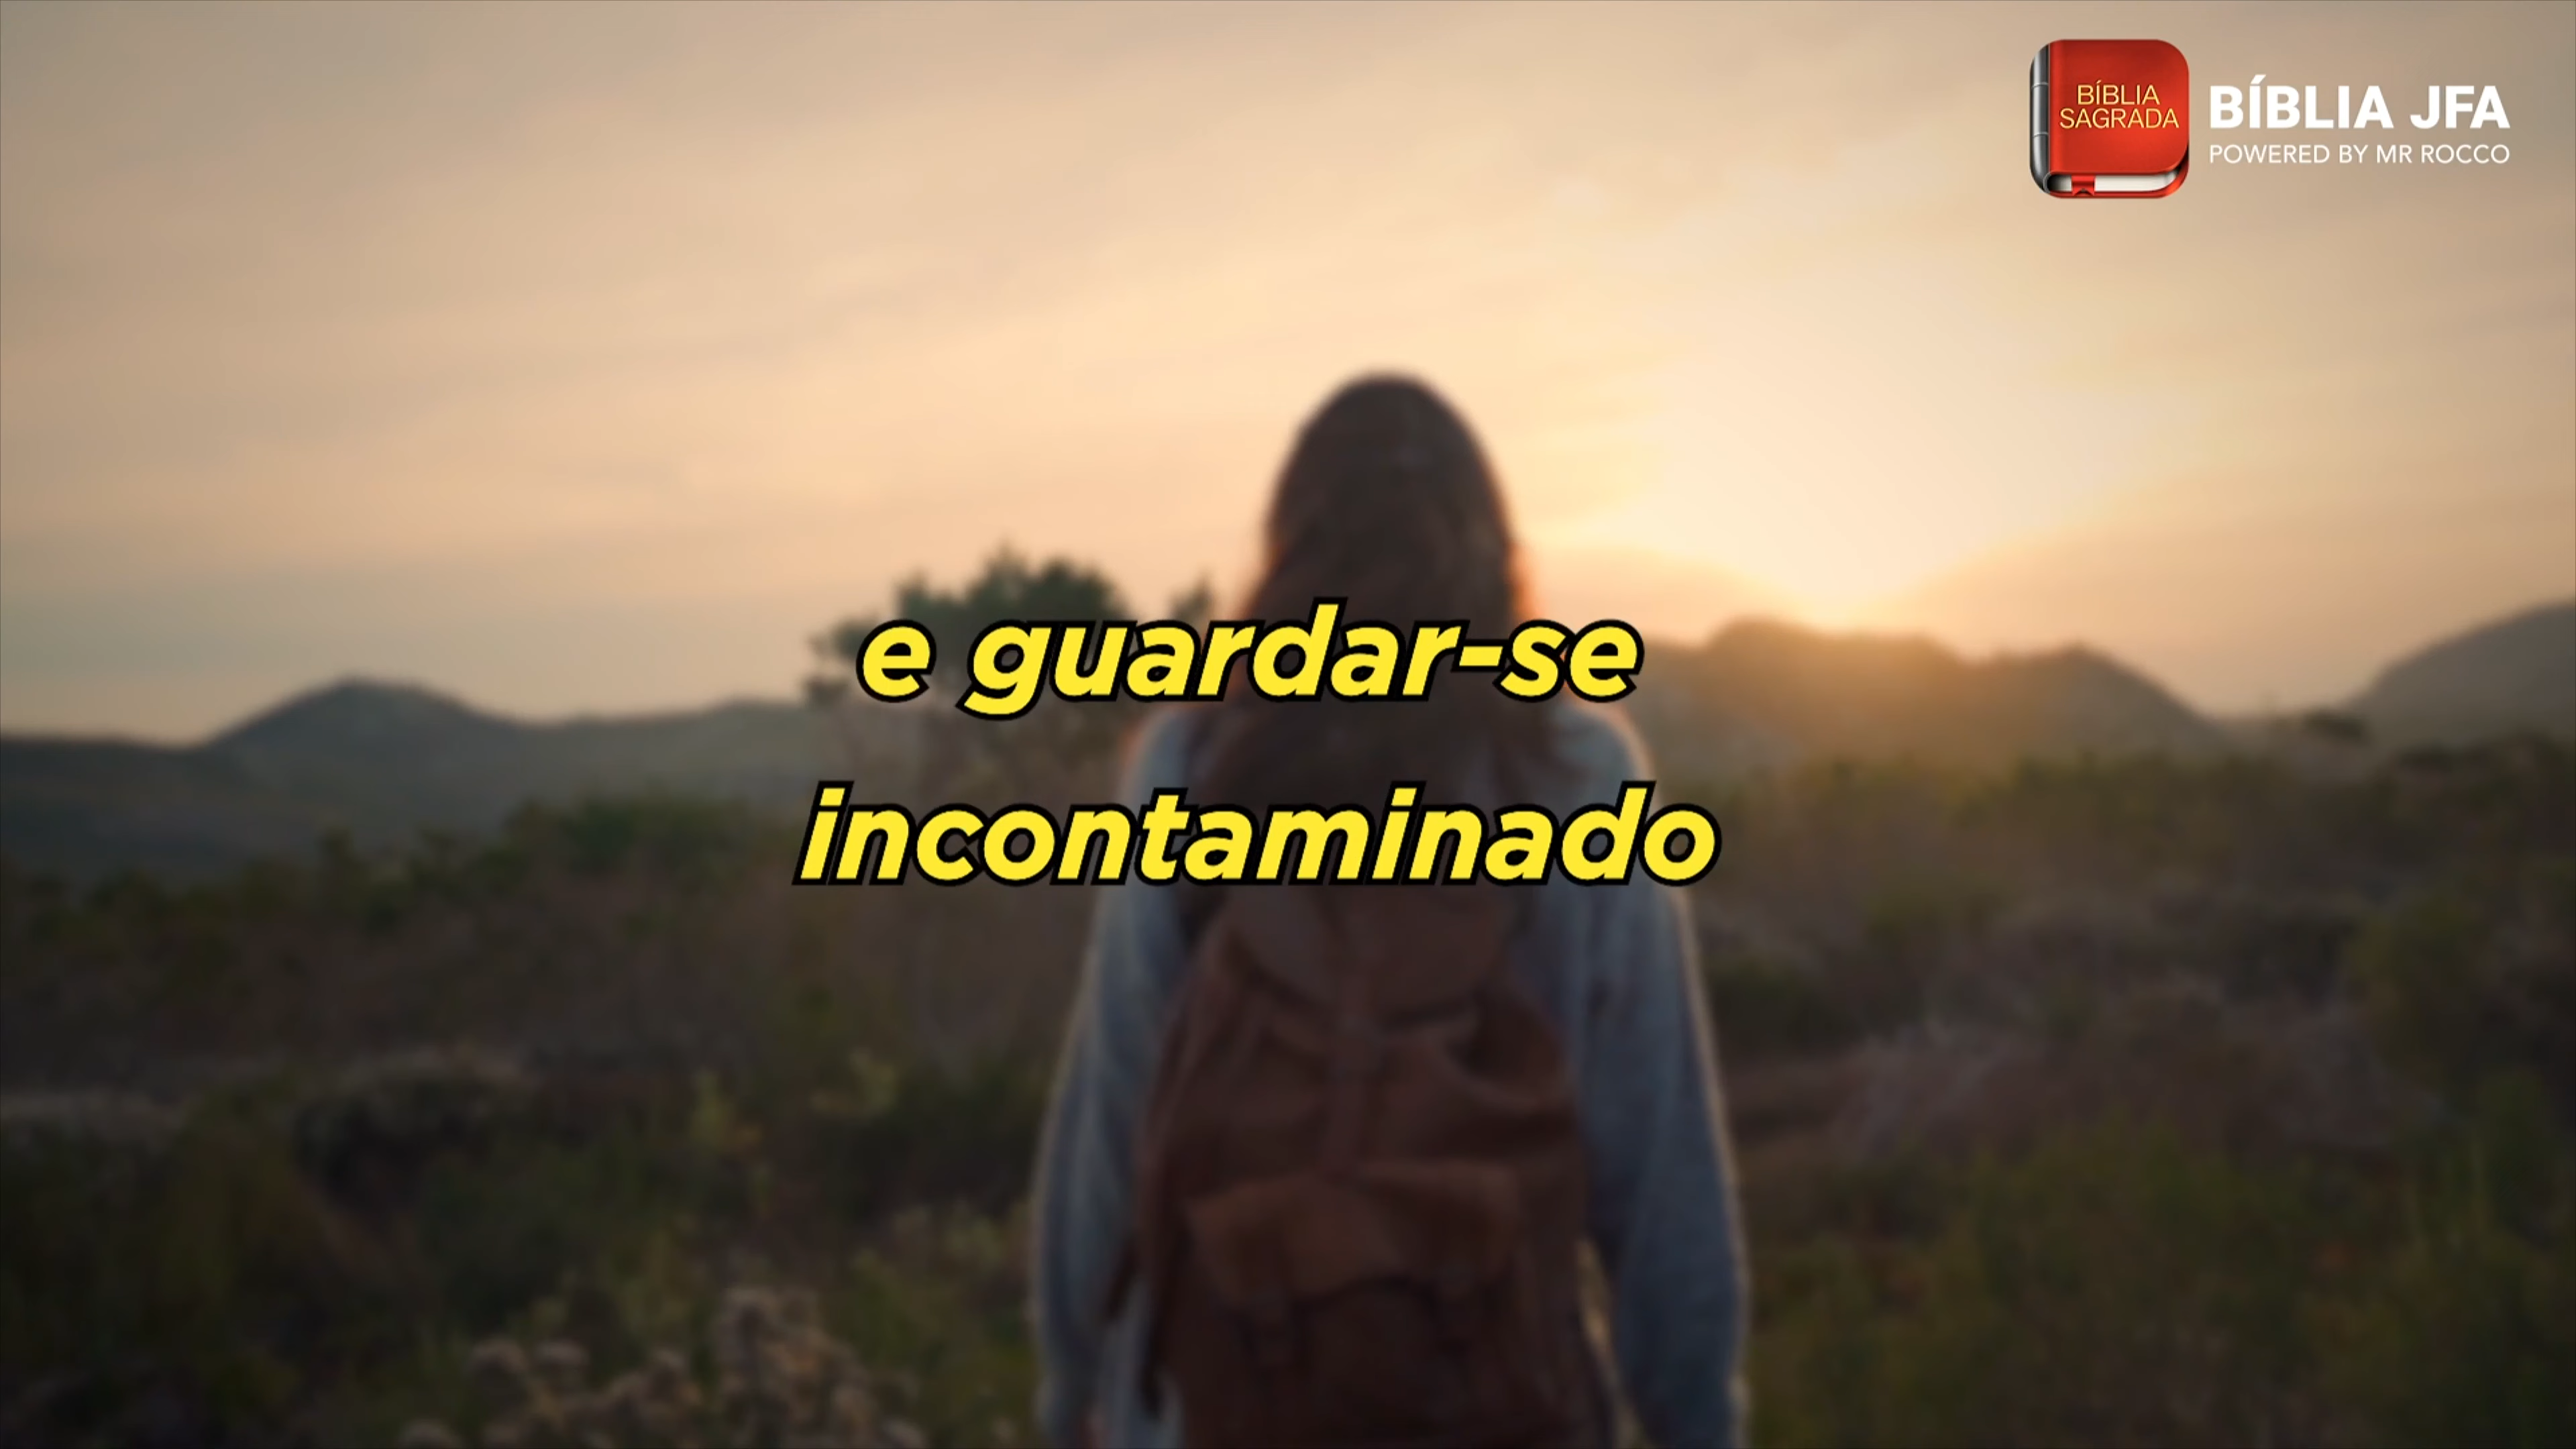 BÍBLIA
SAGRADA
BÍBLIA JFA
POWERED BY MR ROCCO
e guardar-se
incontaminado